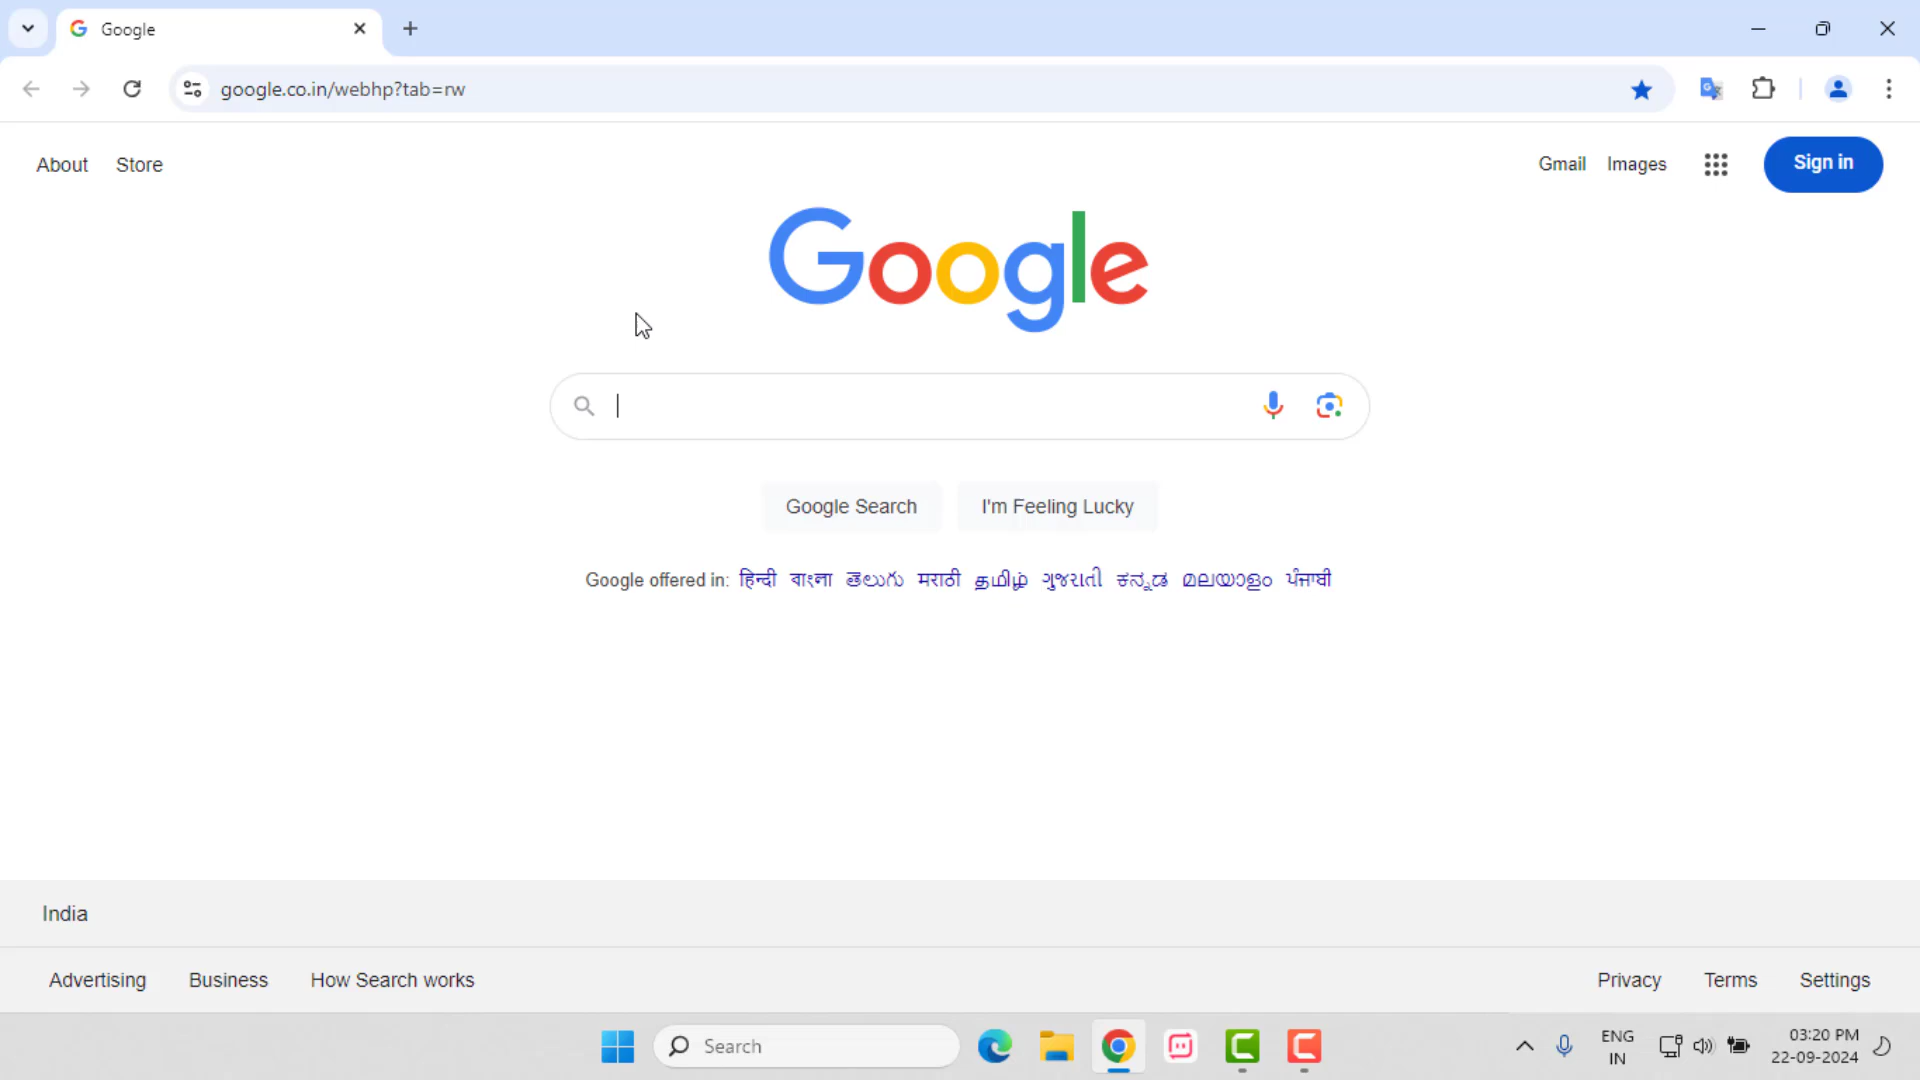 Google
google.co.in/webhp?tab=rw
About Store
Gmail Images Sign in
Google
Google Search I'm Feeling Lucky
Google offered in: हिन्दी বাংলা తెలుగు मराठी தமிழ் ગુજરાતી ಕನ್ನಡ മലയാളം ਪੰਜਾਬੀ
India
Advertising Business How Search works
Privacy Terms Settings
Search
ENG
IN
03:20 PM
22-09-2024